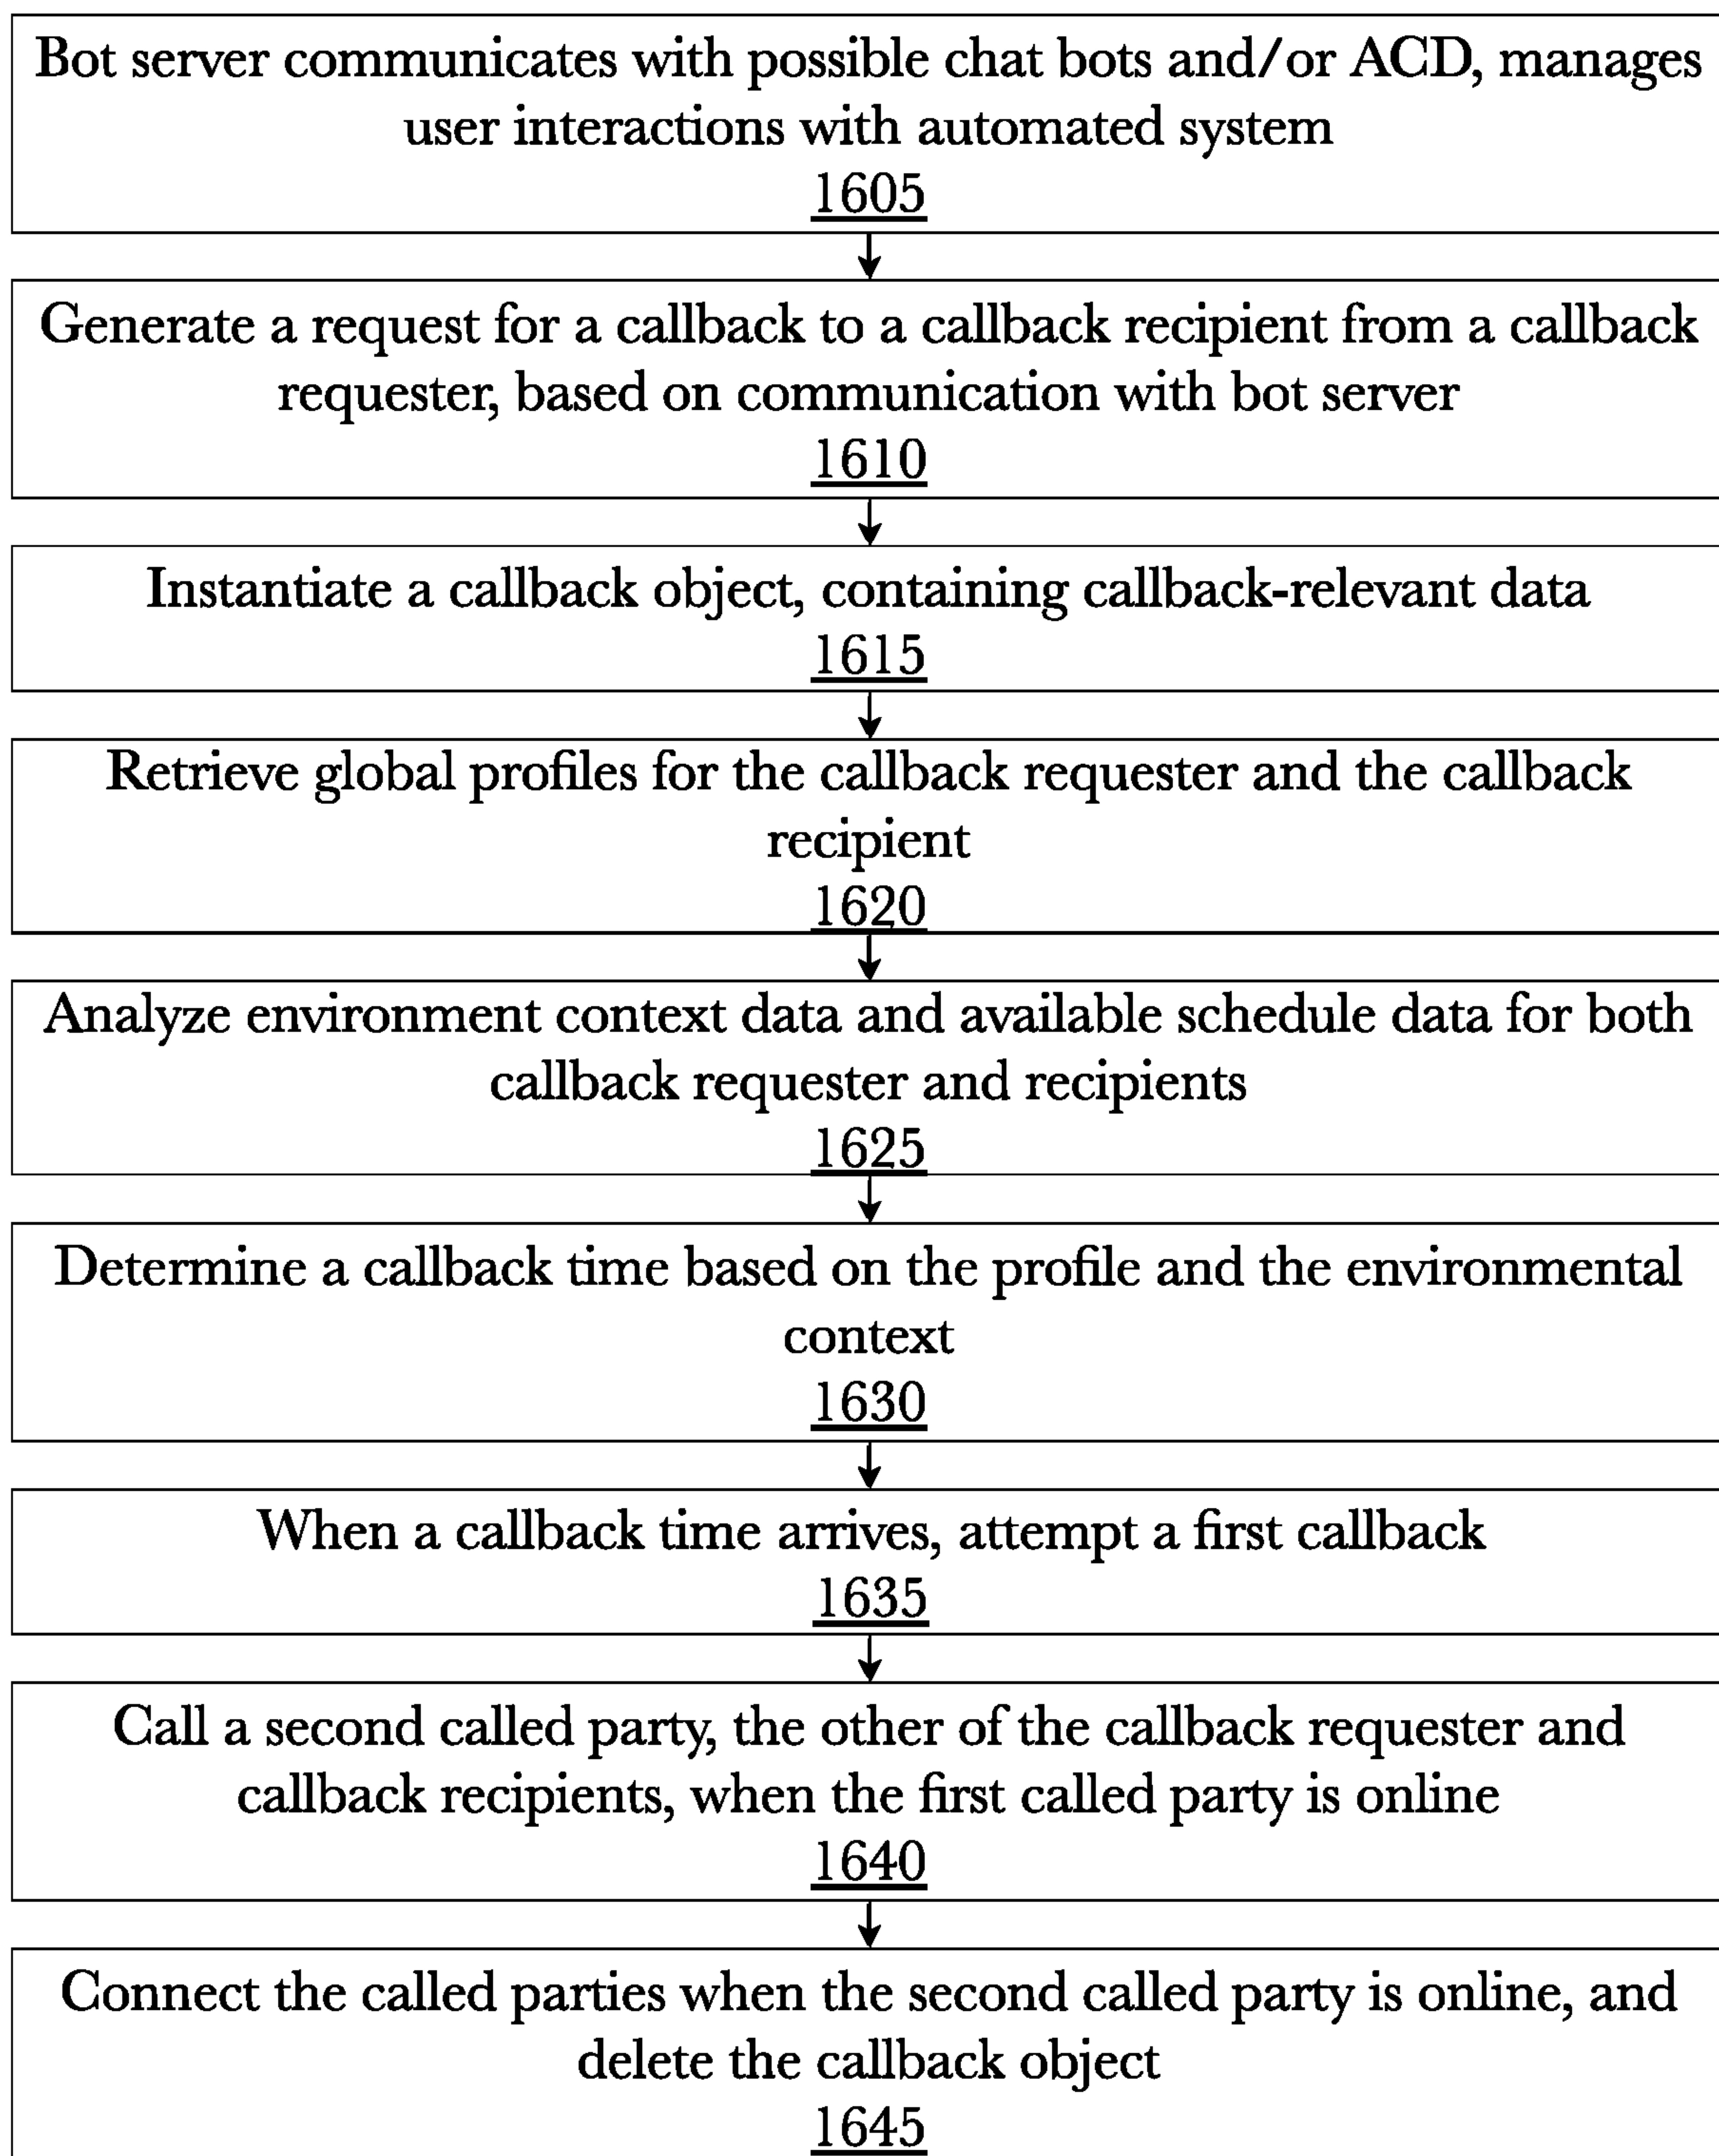 Bot server communicates with possible chat bots and/or ACD, manages
user interactions with automated system
1605
Generate a request for a callback to a callback recipient from a callback
requester, based on communication with bot server
1610
Instantiate a callback object, containing callback-relevant data
1615
Retrieve global profiles for the callback requester and the callback
recipient
1620
Analyze environment context data and available schedule data for both
callback requester and recipients
1625
Determine a callback time based on the profile and the environmental
context
1630
When a callback time arrives, attempt a first callback
1635
Call a second called party, the other of the callback requester and
callback recipients, when the first called party is online
1640
Connect the called parties when the second called party is online, and
delete the callback object
1645